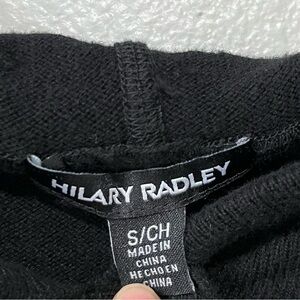 HILARY RADLEY
S/CH
MADE IN
CHINA
HECHO EN
CHINA